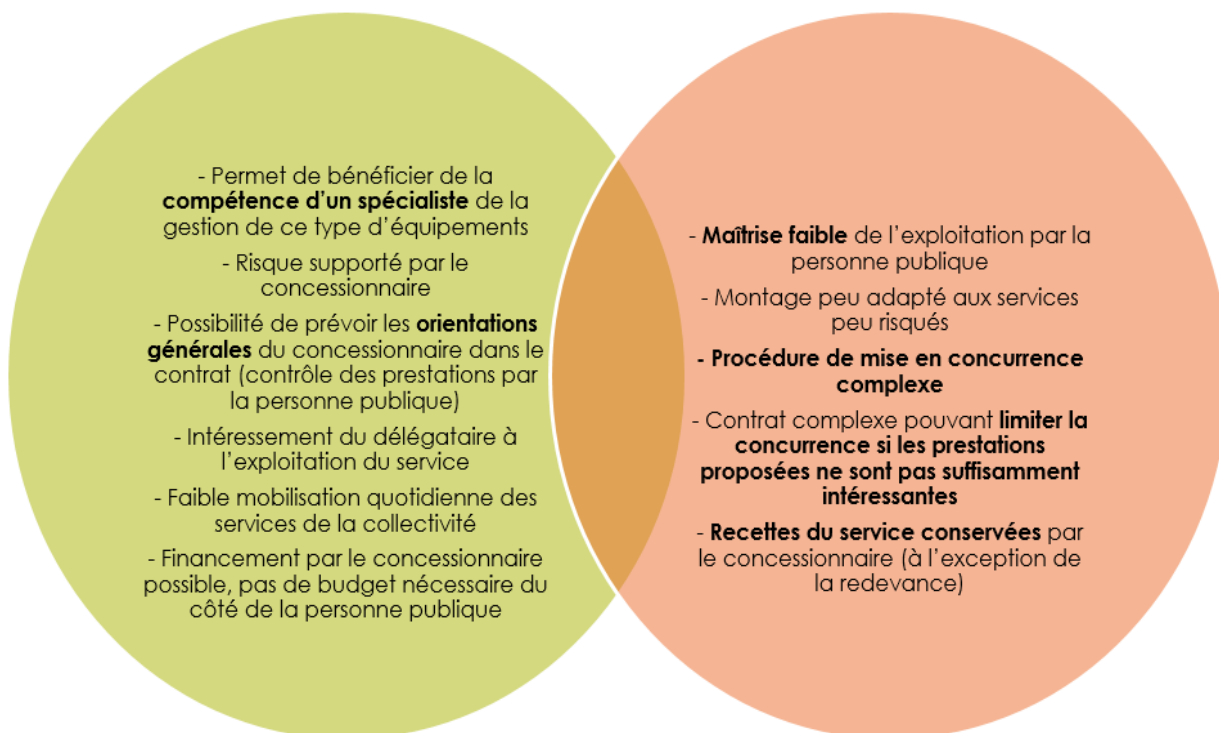 - Permet de bénéficier de la
compétence d'un spécialiste de la
gestion de ce type d'équipements
- Risque supporté par le
concessionnaire
- Possibilité de prévoir les orientations
générales du concessionnaire dans le
contrat (contrôle des prestations par
la personne publique)
- Intéressement du délégataire à
l'exploitation du service
- Faible mobilisation quotidienne des
services de la collectivité
- Financement par le concessionnaire
possible, pas de budget nécessaire du
côté de la personne publique
- Maîtrise faible de l'exploitation par la
personne publique
- Montage peu adapté aux services
peu risqués
- Procédure de mise en concurrence
complexe
- Contrat complexe pouvant limiter la
concurrence si les prestations
proposées ne sont pas suffisamment
intéressantes
- Recettes du service conservées par
le concessionnaire (à l'exception de
la redevance)